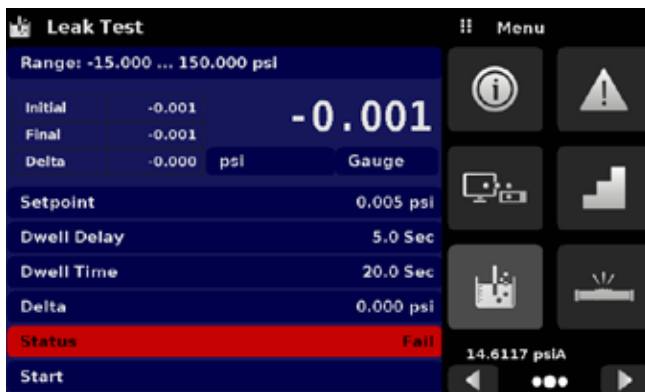 Leak Test
Menu
Range: -15.000 ... 150.000 psi
Initial -0.001
-0.001
Final -0.001
Delta -0.000 psi Gauge
Setpoint 0.005 psi
Dwell Delay 5.0 Sec
Dwell Time 20.0 Sec
Delta 0.000 psi
Status Fail
Start
14.6117 psiA